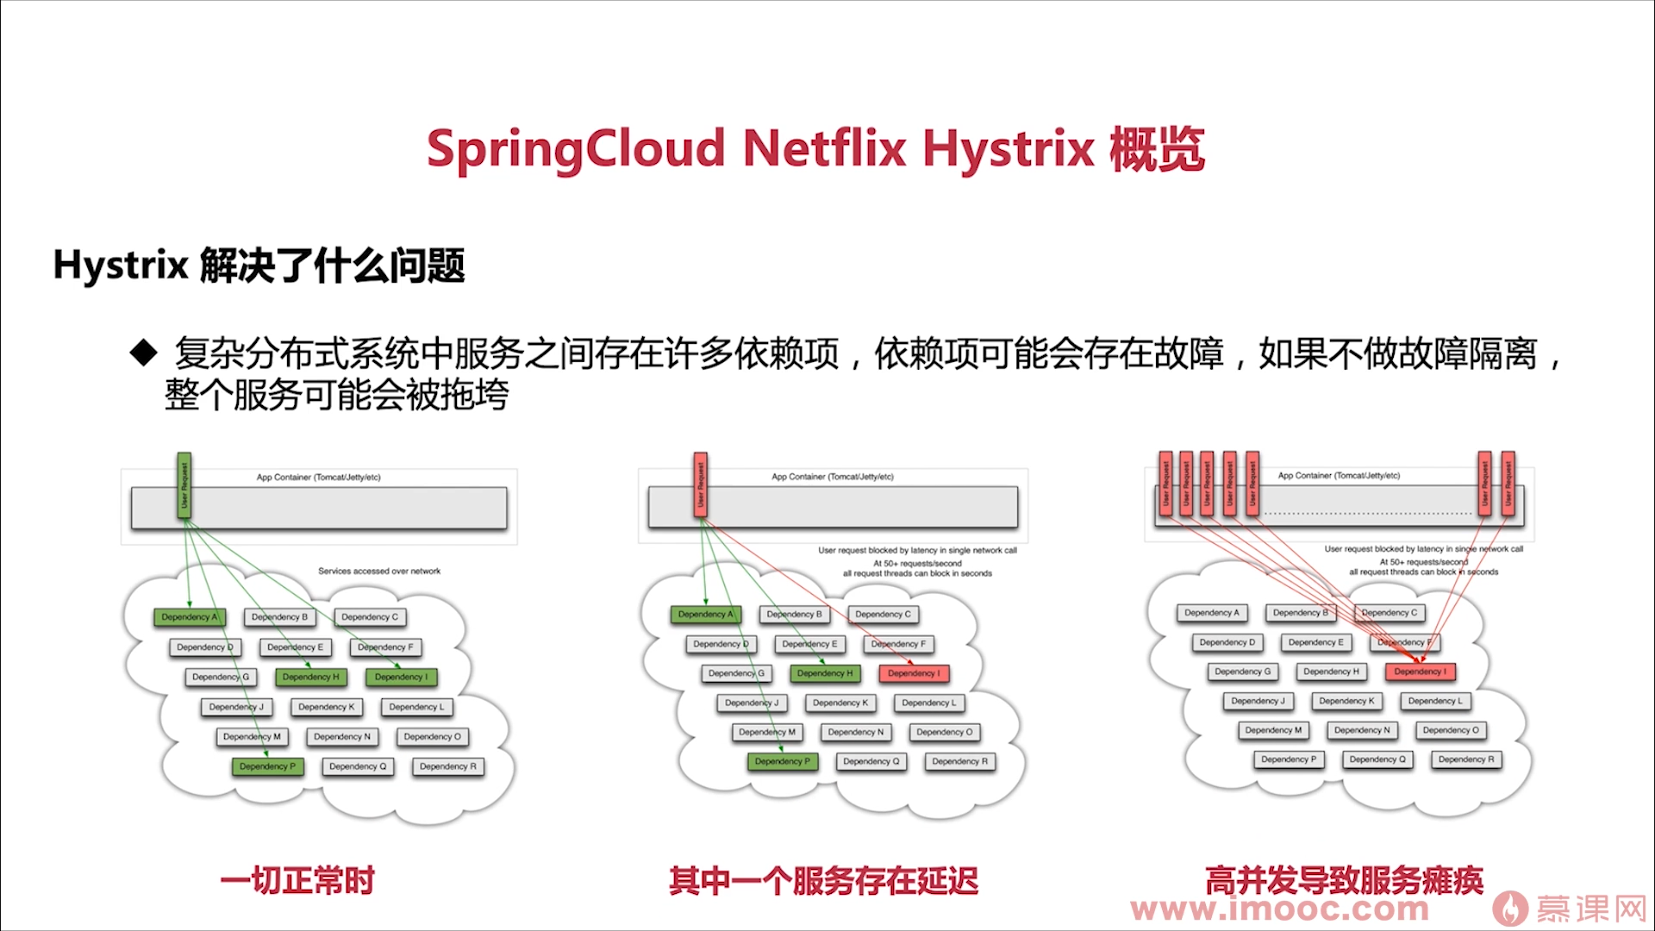 SpringCloud Netflix Hystrix 概览
Hystrix 解决了什么问题
◆ 复杂分布式系统中服务之间存在许多依赖项，依赖项可能会存在故障，如果不做故障隔离，
整个服务可能会被拖垮
User Request
App Container (Tomcat/Jetty/etc)
Services accessed over network
Dependency A
Dependency B
Dependency C
Dependency D
Dependency E
Dependency F
Dependency G
Dependency H
Dependency I
Dependency J
Dependency K
Dependency L
Dependency M
Dependency N
Dependency O
Dependency P
Dependency Q
Dependency R
一切正常时
User Request
App Container (Tomcat/Jetty/etc)
User request blocked by latency in single network call
At 50+ requests/second
all request threads can block in seconds
Dependency A
Dependency B
Dependency C
Dependency D
Dependency E
Dependency F
Dependency G
Dependency H
Dependency I
Dependency J
Dependency K
Dependency L
Dependency M
Dependency N
Dependency O
Dependency P
Dependency Q
Dependency R
其中一个服务存在延迟
User Request
User Request
User Request
User Request
User Request
App Container (Tomcat/Jetty/etc)
User Request
User Request
User request blocked by latency in single network call
At 50+ requests/second
all request threads can block in seconds
Dependency A
Dependency B
Dependency C
Dependency D
Dependency E
Dependency F
Dependency G
Dependency H
Dependency I
Dependency J
Dependency K
Dependency L
Dependency M
Dependency N
Dependency O
Dependency P
Dependency Q
Dependency R
高并发导致服务瘫痪
www.imooc.com
慕课网